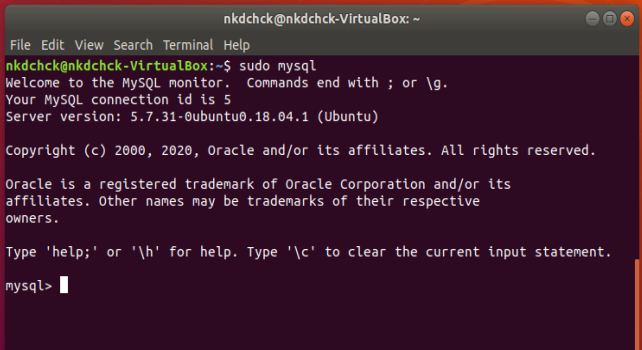 nkdchck@nkdchck-VirtualBox: ~
File Edit View Search Terminal Help
nkdchck@nkdchck-VirtualBox:~$ sudo mysql
Welcome to the MySQL monitor.  Commands end with ; or \g.
Your MySQL connection id is 5
Server version: 5.7.31-0ubuntu0.18.04.1 (Ubuntu)
Copyright (c) 2000, 2020, Oracle and/or its affiliates. All rights reserved.
Oracle is a registered trademark of Oracle Corporation and/or its
affiliates. Other names may be trademarks of their respective
owners.
Type 'help;' or '\h' for help. Type '\c' to clear the current input statement.
mysql>